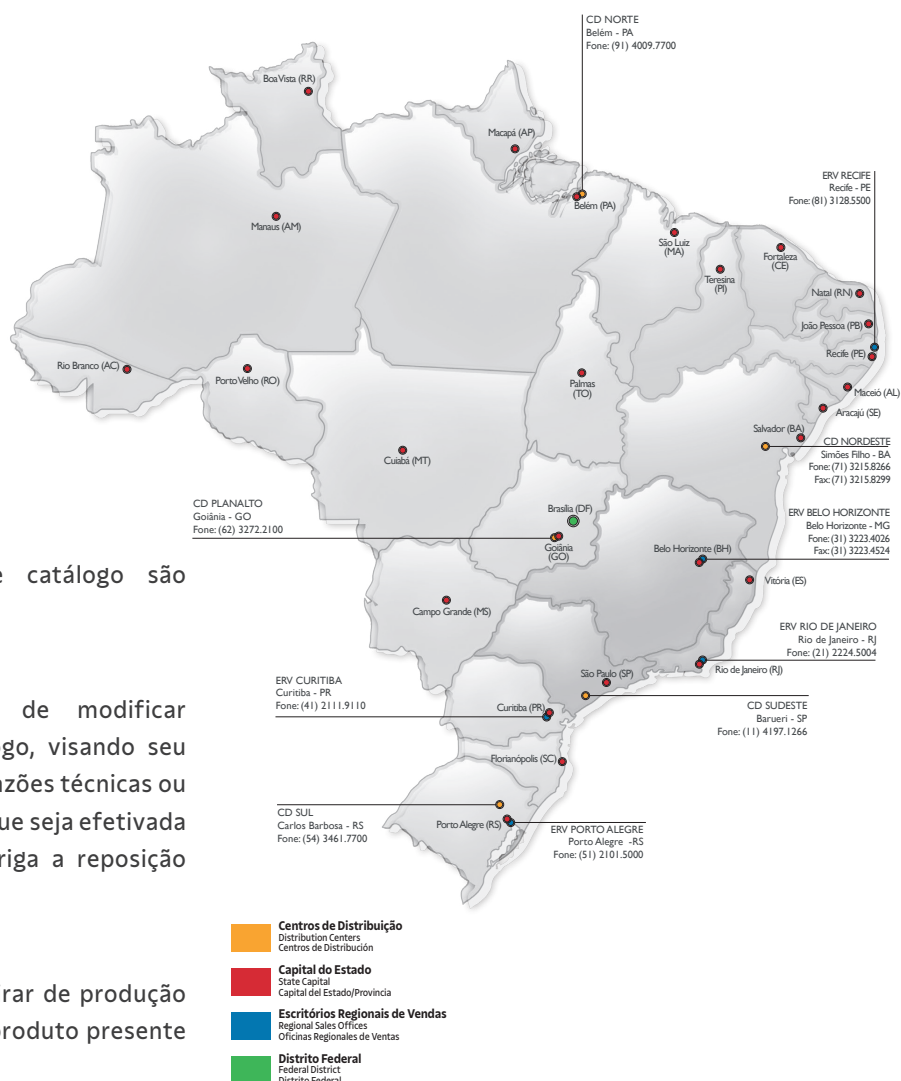 CD NORTE
Belém - PA
Fone: (91) 4009.7700
Boa Vista (RR)
Macapá (AP)
ERV RECIFE
Recife - PE
Fone: (81) 3128.5500
Belém (PA)
Manaus (AM)
São Luiz
(MA)
Fortaleza
(CE)
Teresina
(PI)
Natal (RN)
João Pessoa (PB)
Recife (PE)
Rio Branco (AC)
Porto Velho (RO)
Palmas
(TO)
Maceió (AL)
Aracajú (SE)
Salvador (BA)
CD NORDESTE
Simões Filho - BA
Fone: (71) 3215.8266
Fax: (71) 3215.8299
Cuiabá (MT)
CD PLANALTO
Goiânia - GO
Fone: (62) 3272.2100
Brasília (DF)
Goiânia
(GO)
ERV BELO HORIZONTE
Belo Horizonte - MG
Fone: (31) 3223.4026
Fax: (31) 3223.4524
Belo Horizonte (BH)
Vitória (ES)
e catálogo são
Campo Grande (MS)
ERV RIO DE JANEIRO
Rio de Janeiro - RJ
Fone: (21) 2224.5004
Rio de Janeiro (RJ)
São Paulo (SP)
ERV CURITIBA
Curitiba - PR
Fone: (41) 2111.9110
Curitiba (PR)
CD SUDESTE
Barueri - SP
Fone: (11) 4197.1266
de modificar
go, visando seu
azões técnicas ou
ue seja efetivada
riga a reposição
Florianópolis (SC)
CD SUL
Carlos Barbosa - RS
Fone: (54) 3461.7700
Porto Alegre (RS)
ERV PORTO ALEGRE
Porto Alegre -RS
Fone: (51) 2101.5000
Centros de Distribuição
Distribution Centers
Centros de Distribución
Capital do Estado
State Capital
Capital del Estado/Provincia
irar de produção
produto presente
Escritórios Regionais de Vendas
Regional Sales Offices
Oficinas Regionales de Ventas
Distrito Federal
Federal District
Distrito Federal